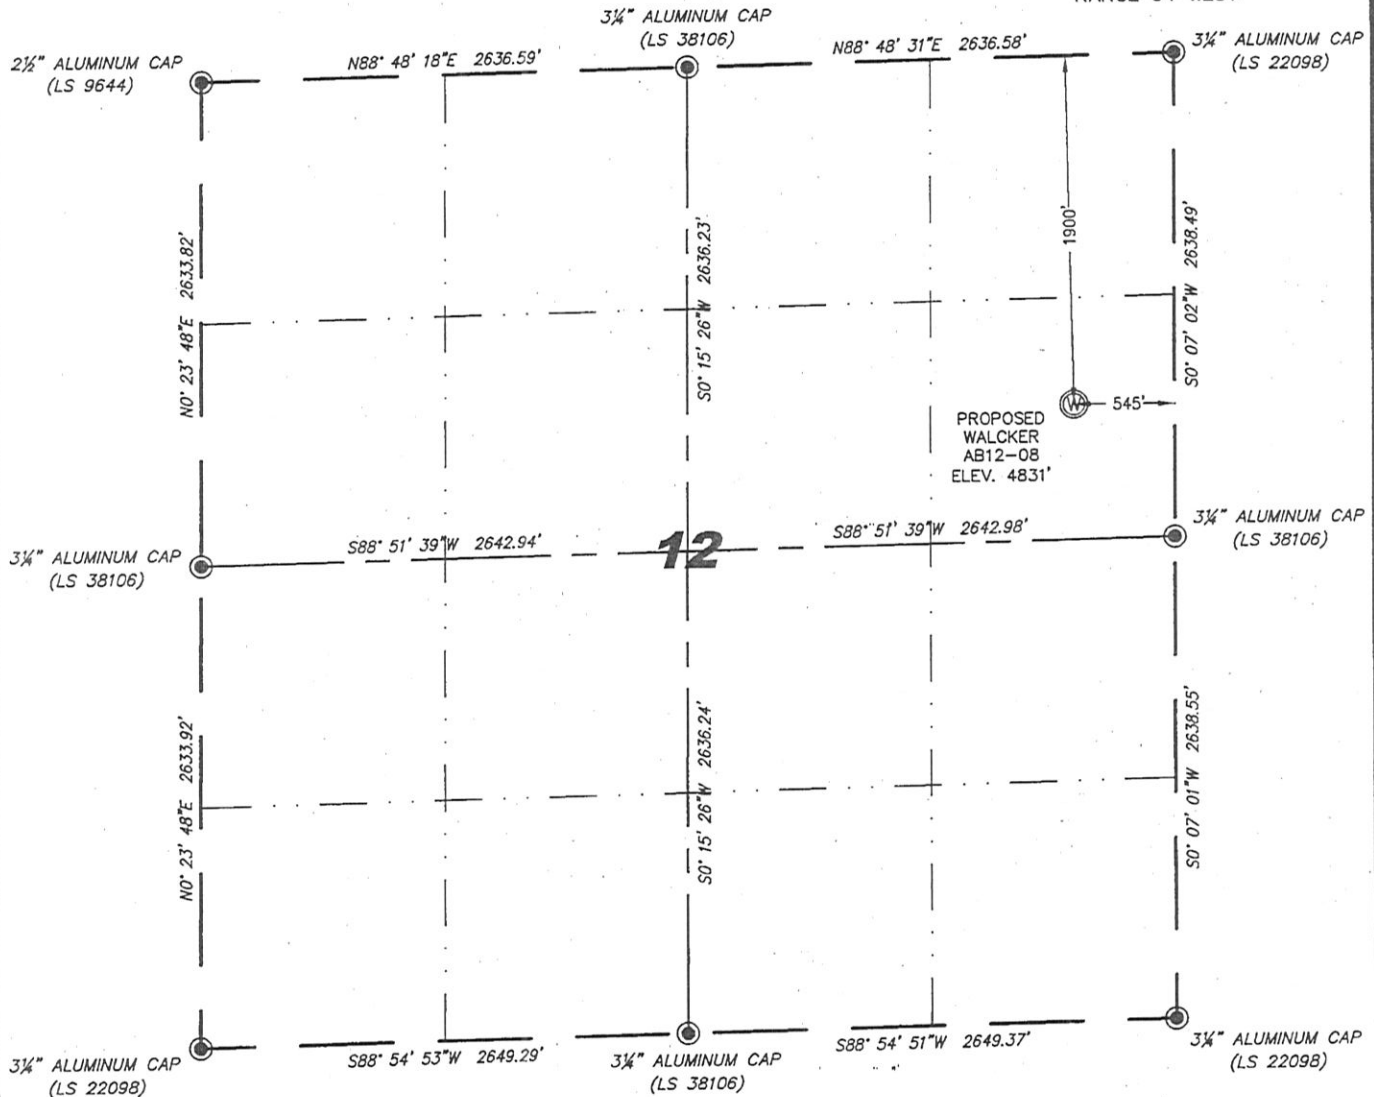 3¼" ALUMINUM CAP
(LS 38106)
2½" ALUMINUM CAP
(LS 9644)
N88° 48' 18"E 2636.59'
N88° 48' 31"E 2636.58'
3¼" ALUMINUM CAP
(LS 22098)
N0° 23' 48"E 2633.82'
S0° 15' 26"W 2636.23'
1900'
S0° 07' 02"W 2638.49'
W
545'
PROPOSED
WALCKER
AB12-08
ELEV. 4831'
3¼" ALUMINUM CAP
(LS 38106)
S88° 51' 39"W 2642.94'
12
S88° 51' 39"W 2642.98'
3¼" ALUMINUM CAP
(LS 38106)
N0° 23' 48"E 2633.92'
S0° 15' 26"W 2636.24'
S0° 07' 01"W 2638.55'
3¼" ALUMINUM CAP
(LS 22098)
S88° 54' 53"W 2649.29'
3¼" ALUMINUM CAP
(LS 38106)
S88° 54' 51"W 2649.37'
3¼" ALUMINUM CAP
(LS 22098)